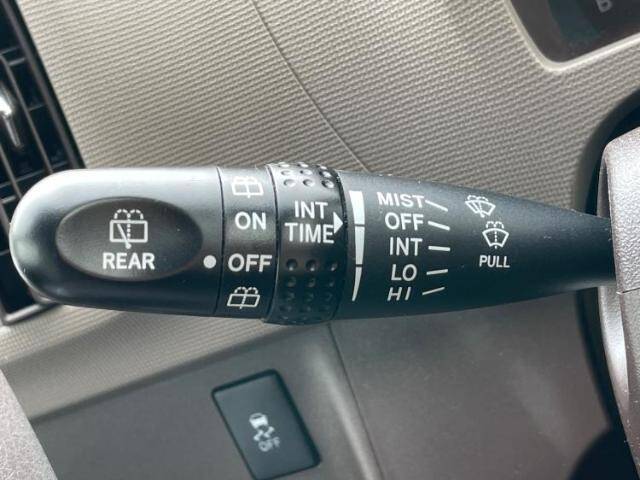 REAR
ON
OFF
INT
TIME
MIST
OFF
INT
LO
HI
PULL
OFF